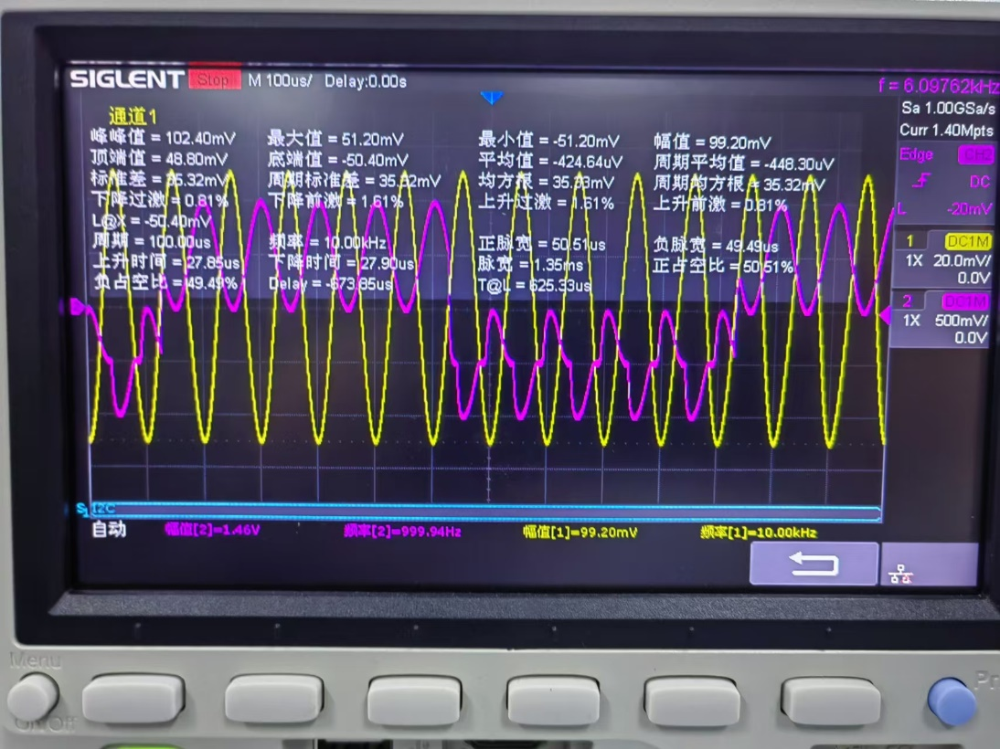 SIGLENT Stop M 100us/ Delay:0.00s f = 6.09762kHz
Sa 1.00GSa/s
Curr 1.40Mpts
Edge CH2
DC
L -20mV
1 DC1M
1X 20.0mV/
0.0V
2 DC1M
1X 500mV/
0.0V
通道1
峰峰值 = 102.40mV 最大值 = 51.20mV 最小值 = -51.20mV 幅值 = 99.20mV
顶端值 = 48.80mV 底端值 = -50.40mV 平均值 = -424.64uV 周期平均值 = -448.30uV
标准差 = 35.32mV 周期标准差 = 35.32mV 均方根 = 35.33mV 周期均方根 = 35.32mV
下降过激 = 0.81% 下降前激 = 1.61% 上升过激 = 1.61% 上升前激 = 0.81%
L@X = -50.40mV
周期 = 100.00us 频率 = 10.00kHz 正脉宽 = 50.51us 负脉宽 = 49.49us
上升时间 = 27.85us 下降时间 = 27.90us 脉宽 = 1.35ms 正占空比 = 50.51%
负占空比 = 49.49% Delay = -673.85us T@L = 625.33us
S1 I2C
自动 幅值[2]=1.46V 频率[2]=999.94Hz 幅值[1]=99.20mV 频率[1]=10.00kHz
Menu
On/Off
Pr